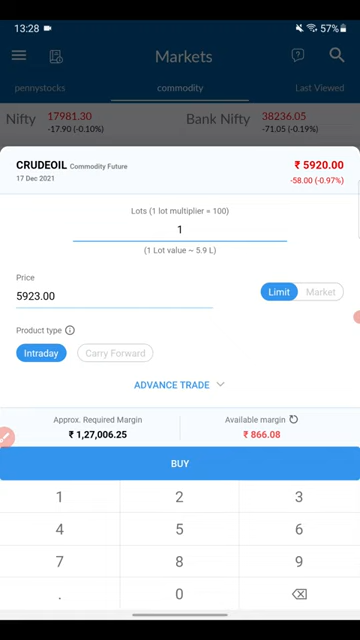 13:28
57%
Markets
pennystocks
commodity
Last Viewed
Nifty 17981.30
-17.90 (-0.10%)
Bank Nifty 38236.05
-71.05 (-0.19%)
CRUDEOIL Commodity Future
₹ 5920.00
17 Dec 2021
-58.00 (-0.97%)
Lots (1 lot multiplier = 100)
1
(1 Lot value ~ 5.9 L)
Price
5923.00
Limit
Market
Product type
Intraday
Carry Forward
ADVANCE TRADE
Approx. Required Margin
Available margin
₹ 1,27,006.25
₹ 866.08
BUY
1 2 3
4 5 6
7 8 9
. 0